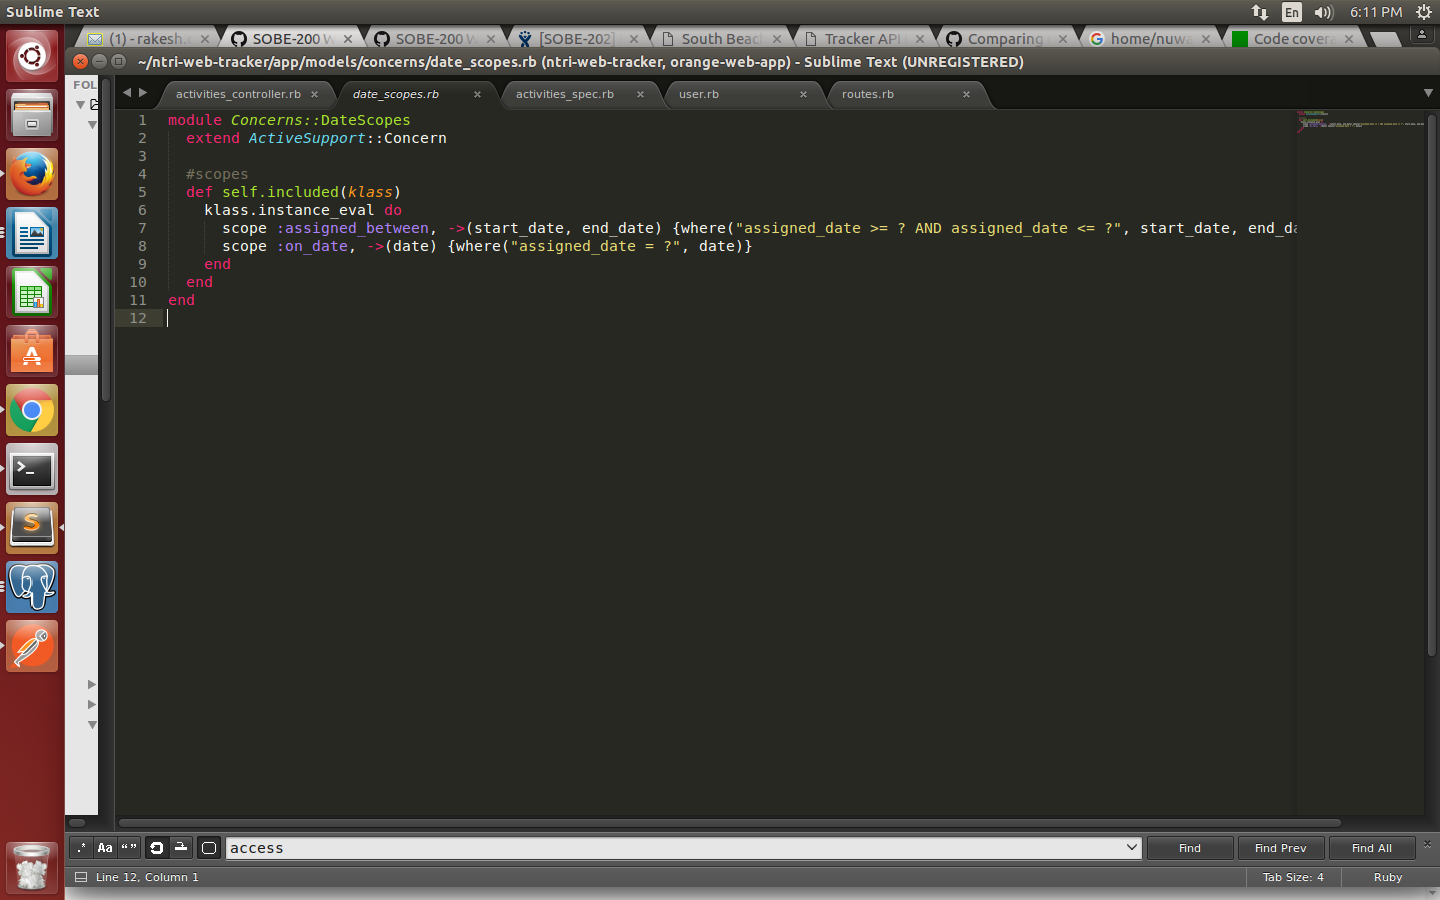 Sublime Text
En
6:11 PM
(1) - rakesh.
SOBE-200 W
SOBE-200 W
[SOBE-202]
South Beac
Tracker API
Comparing
home/nuwa
Code covera
~/ntri-web-tracker/app/models/concerns/date_scopes.rb (ntri-web-tracker, orange-web-app) - Sublime Text (UNREGISTERED)
FOL
activities_controller.rb
date_scopes.rb
activities_spec.rb
user.rb
routes.rb
1 module Concerns::DateScopes
2 extend ActiveSupport::Concern
3
4 #scopes
5 def self.included(klass)
6 klass.instance_eval do
7 scope :assigned_between, ->(start_date, end_date) {where("assigned_date >= ? AND assigned_date <= ?", start_date, end_da
8 scope :on_date, ->(date) {where("assigned_date = ?", date)}
9 end
10 end
11 end
12
.* Aa “ ”
access
Find
Find Prev
Find All
Line 12, Column 1
Tab Size: 4
Ruby